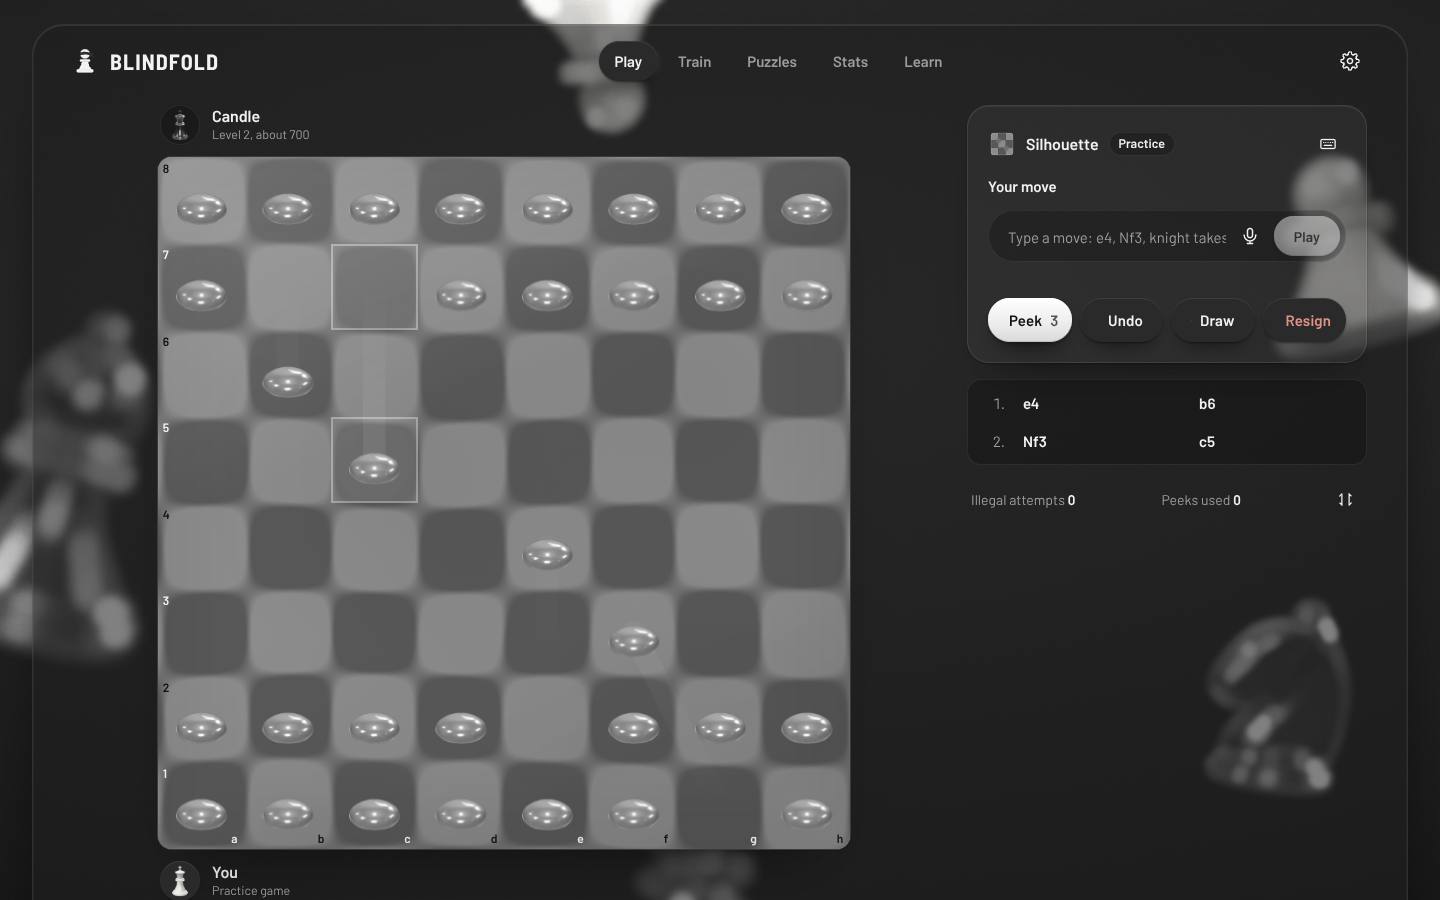 BLINDFOLD
Play Train Puzzles Stats Learn
Candle
Level 2, about 700
Silhouette Practice
Your move
Type a move: e4, Nf3, knight takes
Play
Peek 3 Undo Draw Resign
1. e4 b6
2. Nf3 c5
Illegal attempts 0 Peeks used 0
8
7
6
5
4
3
2
1
a b c d e f g h
You
Practice game